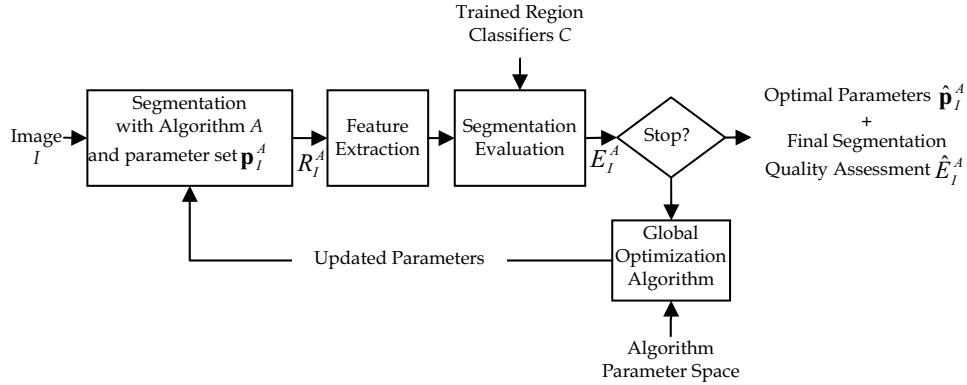 Trained Region
Classifiers C
Image
I
Segmentation
with Algorithm A
and parameter set p_I^A
R_I^A
Feature
Extraction
Segmentation
Evaluation
E_I^A
Stop?
Optimal Parameters p̂_I^A
+
Final Segmentation
Quality Assessment Ê_I^A
Global
Optimization
Algorithm
Updated Parameters
Algorithm
Parameter Space